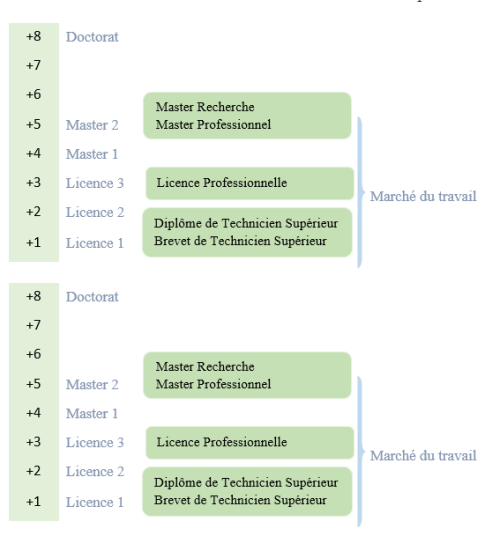 +8 Doctorat
+7
+6
Master Recherche
+5 Master 2 Master Professionnel
+4 Master 1
+3 Licence 3 Licence Professionnelle
Marché du travail
+2 Licence 2
Diplôme de Technicien Supérieur
+1 Licence 1 Brevet de Technicien Supérieur
+8 Doctorat
+7
+6
Master Recherche
+5 Master 2 Master Professionnel
+4 Master 1
+3 Licence 3 Licence Professionnelle
Marché du travail
+2 Licence 2
Diplôme de Technicien Supérieur
+1 Licence 1 Brevet de Technicien Supérieur